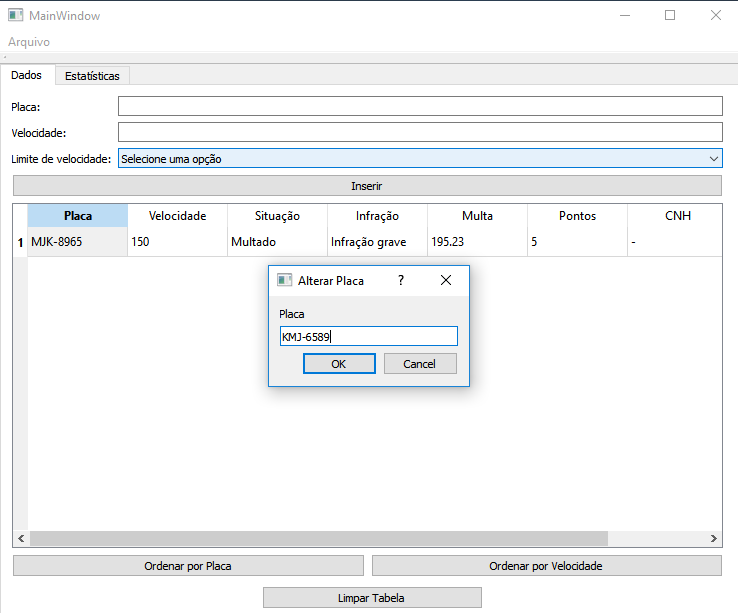 MainWindow
Arquivo
Dados Estatísticas
Placa:
Velocidade:
Limite de velocidade: Selecione uma opção
Inserir
Placa Velocidade Situação Infração Multa Pontos CNH
1 MJK-8965 150 Multado Infração grave 195.23 5 -
Alterar Placa ?
Placa
KMJ-6589
OK Cancel
Ordenar por Placa Ordenar por Velocidade
Limpar Tabela